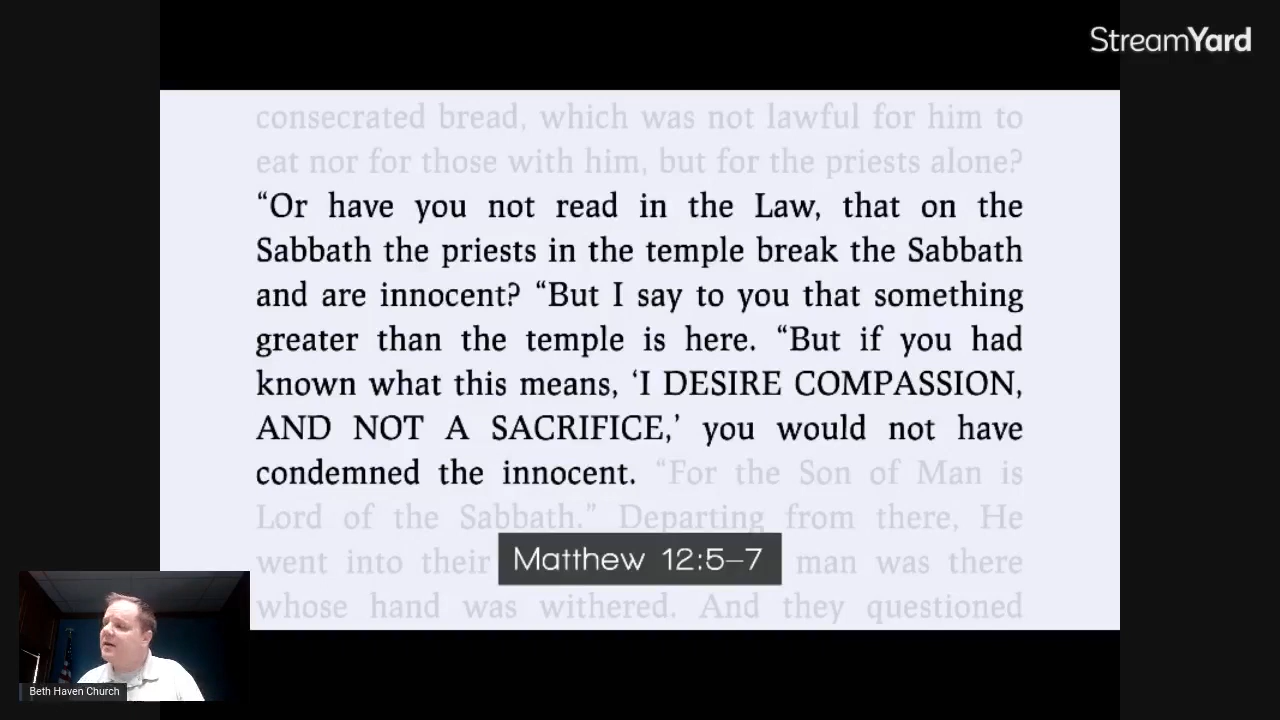 StreamYard
consecrated bread, which was not lawful for him to
eat nor for those with him, but for the priests alone?
“Or have you not read in the Law, that on the
Sabbath the priests in the temple break the Sabbath
and are innocent? “But I say to you that something
greater than the temple is here. “But if you had
known what this means, ‘I DESIRE COMPASSION,
AND NOT A SACRIFICE,’ you would not have
condemned the innocent. “For the Son of Man is
Lord of the Sabbath.” Departing from there, He
went into their man was there
Matthew 12:5–7
whose hand was withered. And they questioned
Beth Haven Church